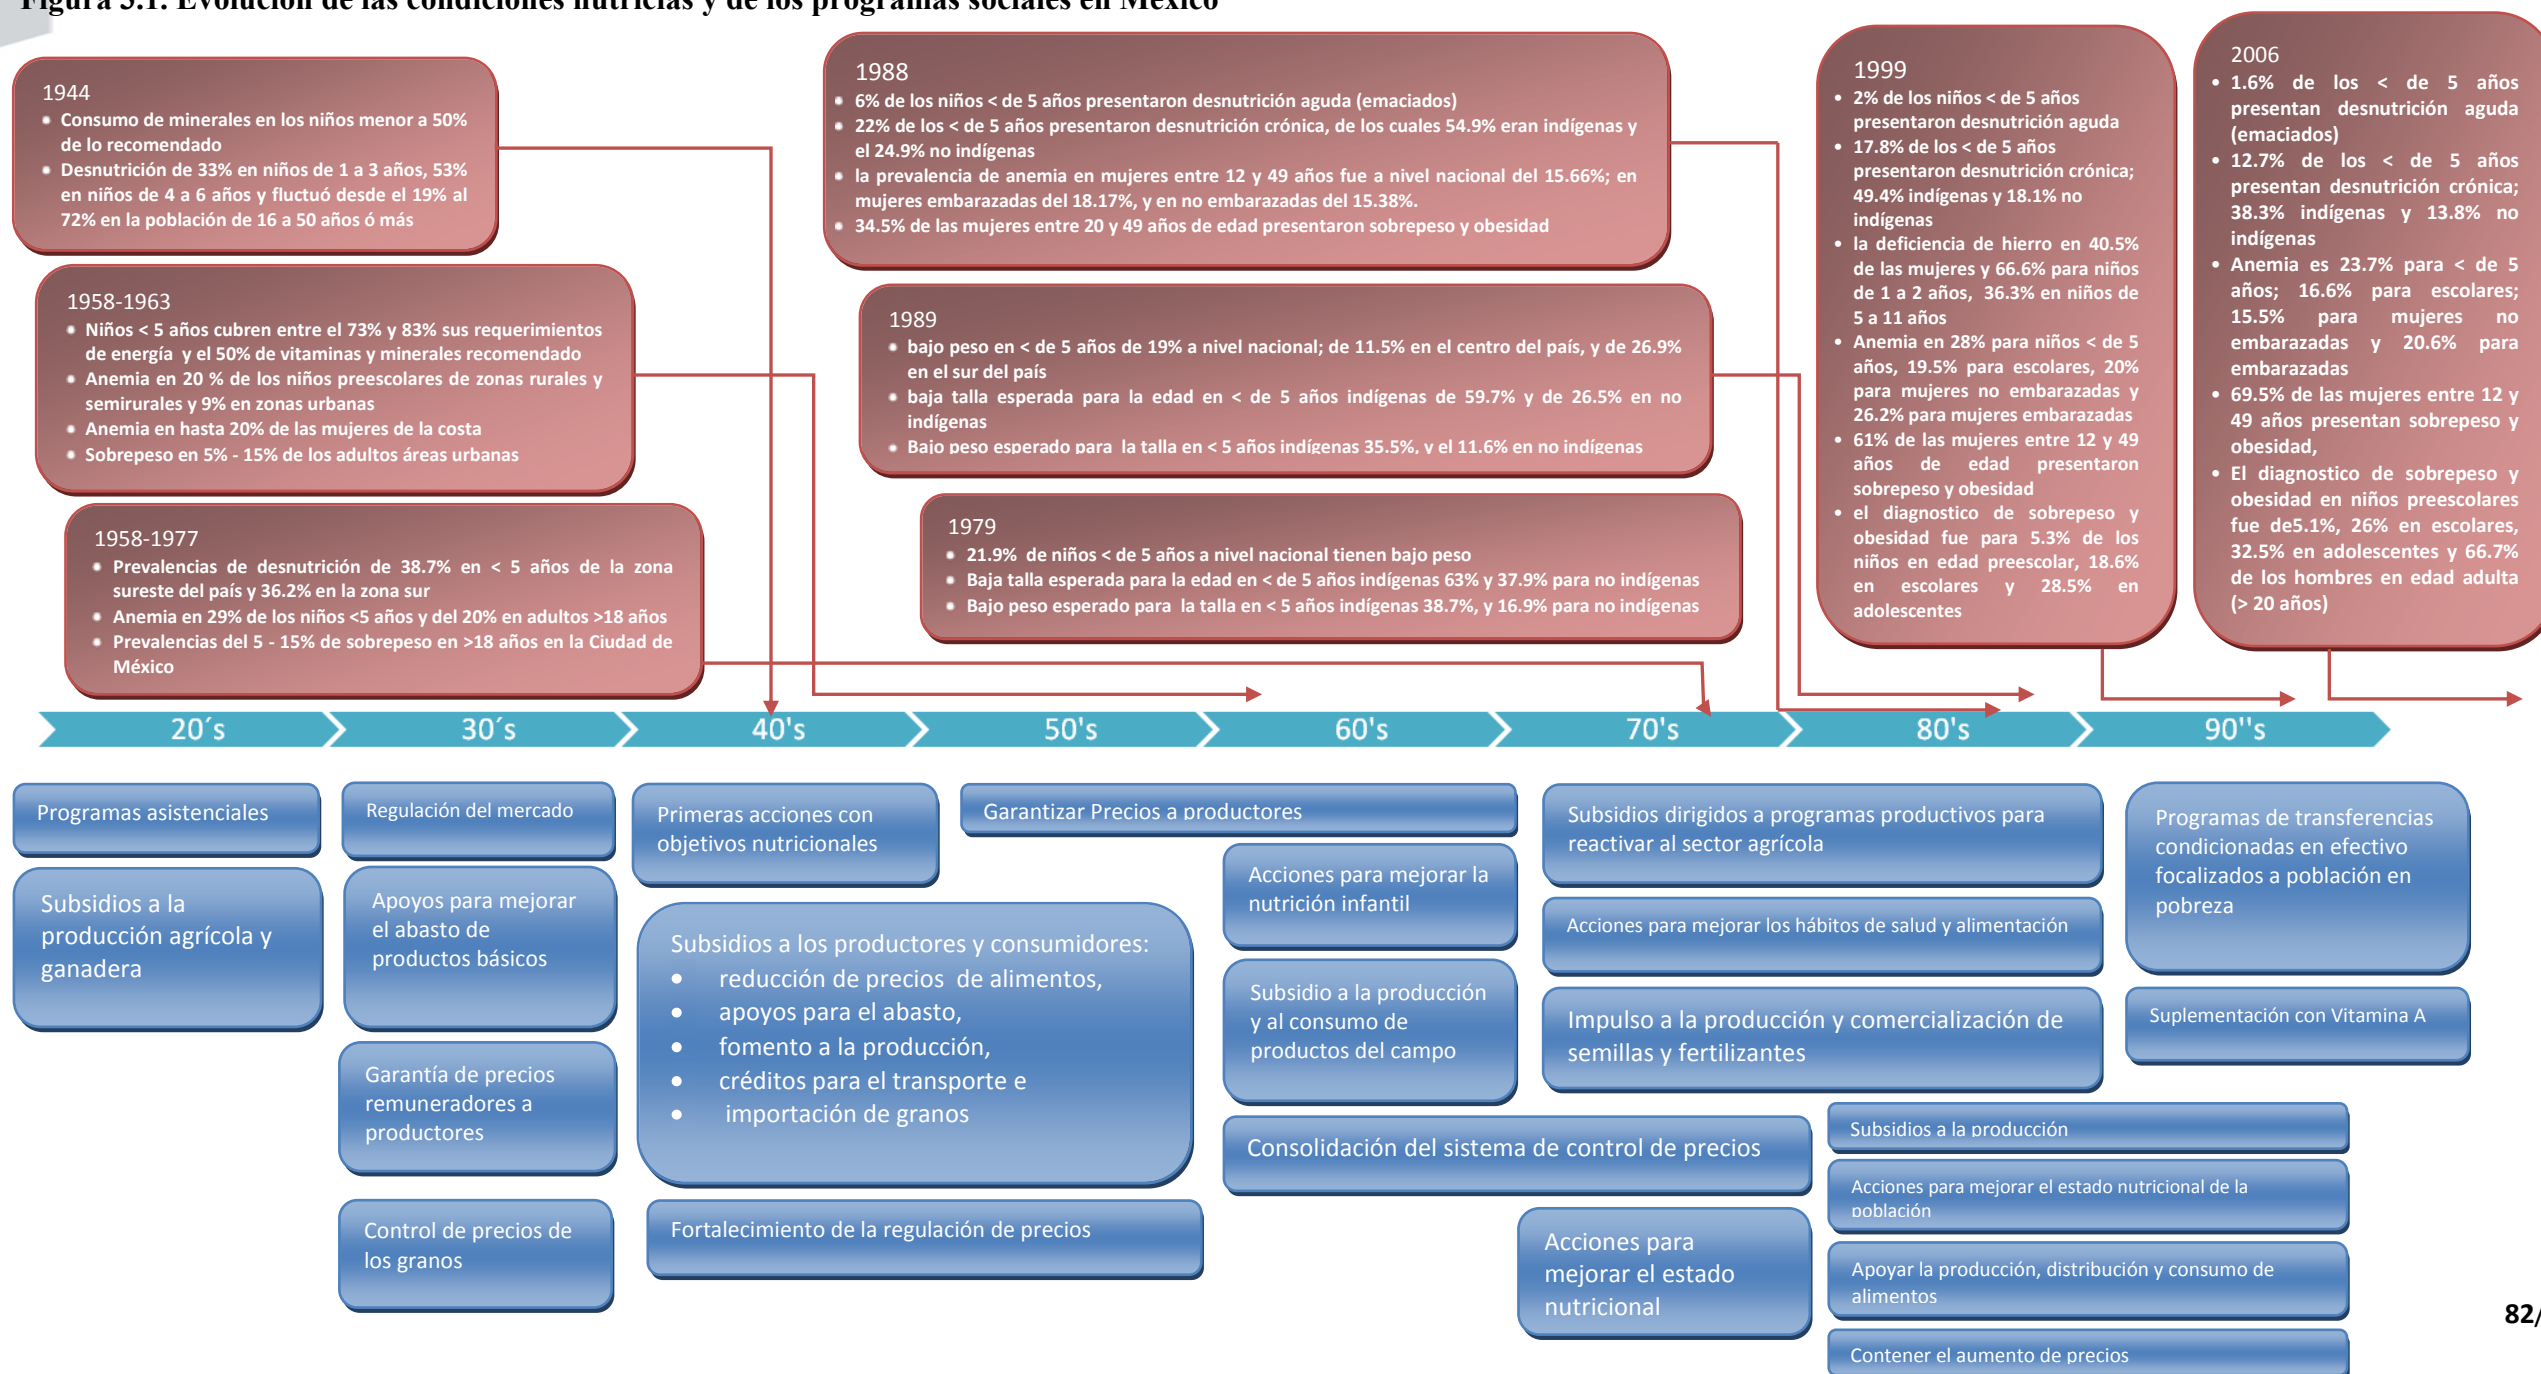 Figura 3.1. Evolución de las condiciones nutricias y de los programas sociales en México
1944
• Consumo de minerales en los niños menor a 50%
de lo recomendado
• Desnutrición de 33% en niños de 1 a 3 años, 53%
en niños de 4 a 6 años y fluctuó desde el 19% al
72% en la población de 16 a 50 años ó más
1958-1963
• Niños < 5 años cubren entre el 73% y 83% sus requerimientos
de energía y el 50% de vitaminas y minerales recomendado
• Anemia en 20 % de los niños preescolares de zonas rurales y
semirurales y 9% en zonas urbanas
• Anemia en hasta 20% de las mujeres de la costa
• Sobrepeso en 5% - 15% de los adultos áreas urbanas
1958-1977
• Prevalencias de desnutrición de 38.7% en < 5 años de la zona
sureste del país y 36.2% en la zona sur
• Anemia en 29% de los niños <5 años y del 20% en adultos >18 años
• Prevalencias del 5 - 15% de sobrepeso en >18 años en la Ciudad de
México
1988
• 6% de los niños < de 5 años presentaron desnutrición aguda (emaciados)
• 22% de los < de 5 años presentaron desnutrición crónica, de los cuales 54.9% eran indígenas y
el 24.9% no indígenas
• la prevalencia de anemia en mujeres entre 12 y 49 años fue a nivel nacional del 15.66%; en
mujeres embarazadas del 18.17%, y en no embarazadas del 15.38%.
• 34.5% de las mujeres entre 20 y 49 años de edad presentaron sobrepeso y obesidad
1989
• bajo peso en < de 5 años de 19% a nivel nacional; de 11.5% en el centro del país, y de 26.9%
en el sur del país
• baja talla esperada para la edad en < de 5 años indígenas de 59.7% y de 26.5% en no
indígenas
• Bajo peso esperado para la talla en < 5 años indígenas 35.5%, y el 11.6% en no indígenas
1979
• 21.9% de niños < de 5 años a nivel nacional tienen bajo peso
• Baja talla esperada para la edad en < de 5 años indígenas 63% y 37.9% para no indígenas
• Bajo peso esperado para la talla en < 5 años indígenas 38.7%, y 16.9% para no indígenas
1999
• 2% de los niños < de 5 años
presentaron desnutrición aguda
• 17.8% de los < de 5 años
presentaron desnutrición crónica;
49.4% indígenas y 18.1% no
indígenas
• la deficiencia de hierro en 40.5%
de las mujeres y 66.6% para niños
de 1 a 2 años, 36.3% en niños de
5 a 11 años
• Anemia en 28% para niños < de 5
años, 19.5% para escolares, 20%
para mujeres no embarazadas y
26.2% para mujeres embarazadas
• 61% de las mujeres entre 12 y 49
años de edad presentaron
sobrepeso y obesidad
• el diagnostico de sobrepeso y
obesidad fue para 5.3% de los
niños en edad preescolar, 18.6%
en escolares y 28.5% en
adolescentes
2006
• 1.6% de los < de 5 años
presentan desnutrición aguda
(emaciados)
• 12.7% de los < de 5 años
presentan desnutrición crónica;
38.3% indígenas y 13.8% no
indígenas
• Anemia es 23.7% para < de 5
años; 16.6% para escolares;
15.5% para mujeres no
embarazadas y 20.6% para
embarazadas
• 69.5% de las mujeres entre 12 y
49 años presentan sobrepeso y
obesidad,
• El diagnostico de sobrepeso y
obesidad en niños preescolares
fue de5.1%, 26% en escolares,
32.5% en adolescentes y 66.7%
de los hombres en edad adulta
(> 20 años)
20´s
30´s
40's
50's
60's
70's
80's
90''s
Programas asistenciales
Subsidios a la
producción agrícola y
ganadera
Regulación del mercado
Apoyos para mejorar
el abasto de
productos básicos
Garantía de precios
remuneradores a
productores
Control de precios de
los granos
Primeras acciones con
objetivos nutricionales
Subsidios a los productores y consumidores:
• reducción de precios de alimentos,
• apoyos para el abasto,
• fomento a la producción,
• créditos para el transporte e
• importación de granos
Fortalecimiento de la regulación de precios
Garantizar Precios a productores
Acciones para mejorar la
nutrición infantil
Subsidio a la producción
y al consumo de
productos del campo
Consolidación del sistema de control de precios
Subsidios dirigidos a programas productivos para
reactivar al sector agrícola
Acciones para mejorar los hábitos de salud y alimentación
Impulso a la producción y comercialización de
semillas y fertilizantes
Acciones para
mejorar el estado
nutricional
Programas de transferencias
condicionadas en efectivo
focalizados a población en
pobreza
Suplementación con Vitamina A
Subsidios a la producción
Acciones para mejorar el estado nutricional de la
población
Apoyar la producción, distribución y consumo de
alimentos
Contener el aumento de precios
82/